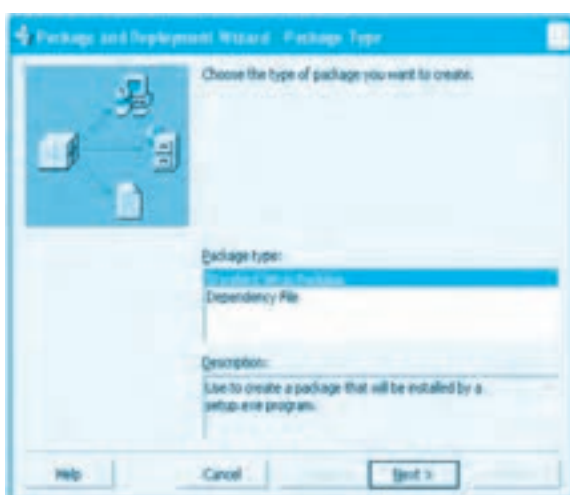 Package and Deployment Wizard - Package Type
Choose the type of package you want to create.
Package type:
Dependency File
Description:
Use to create a package that will be installed by a
setup.exe program.
Help
Cancel
Next >